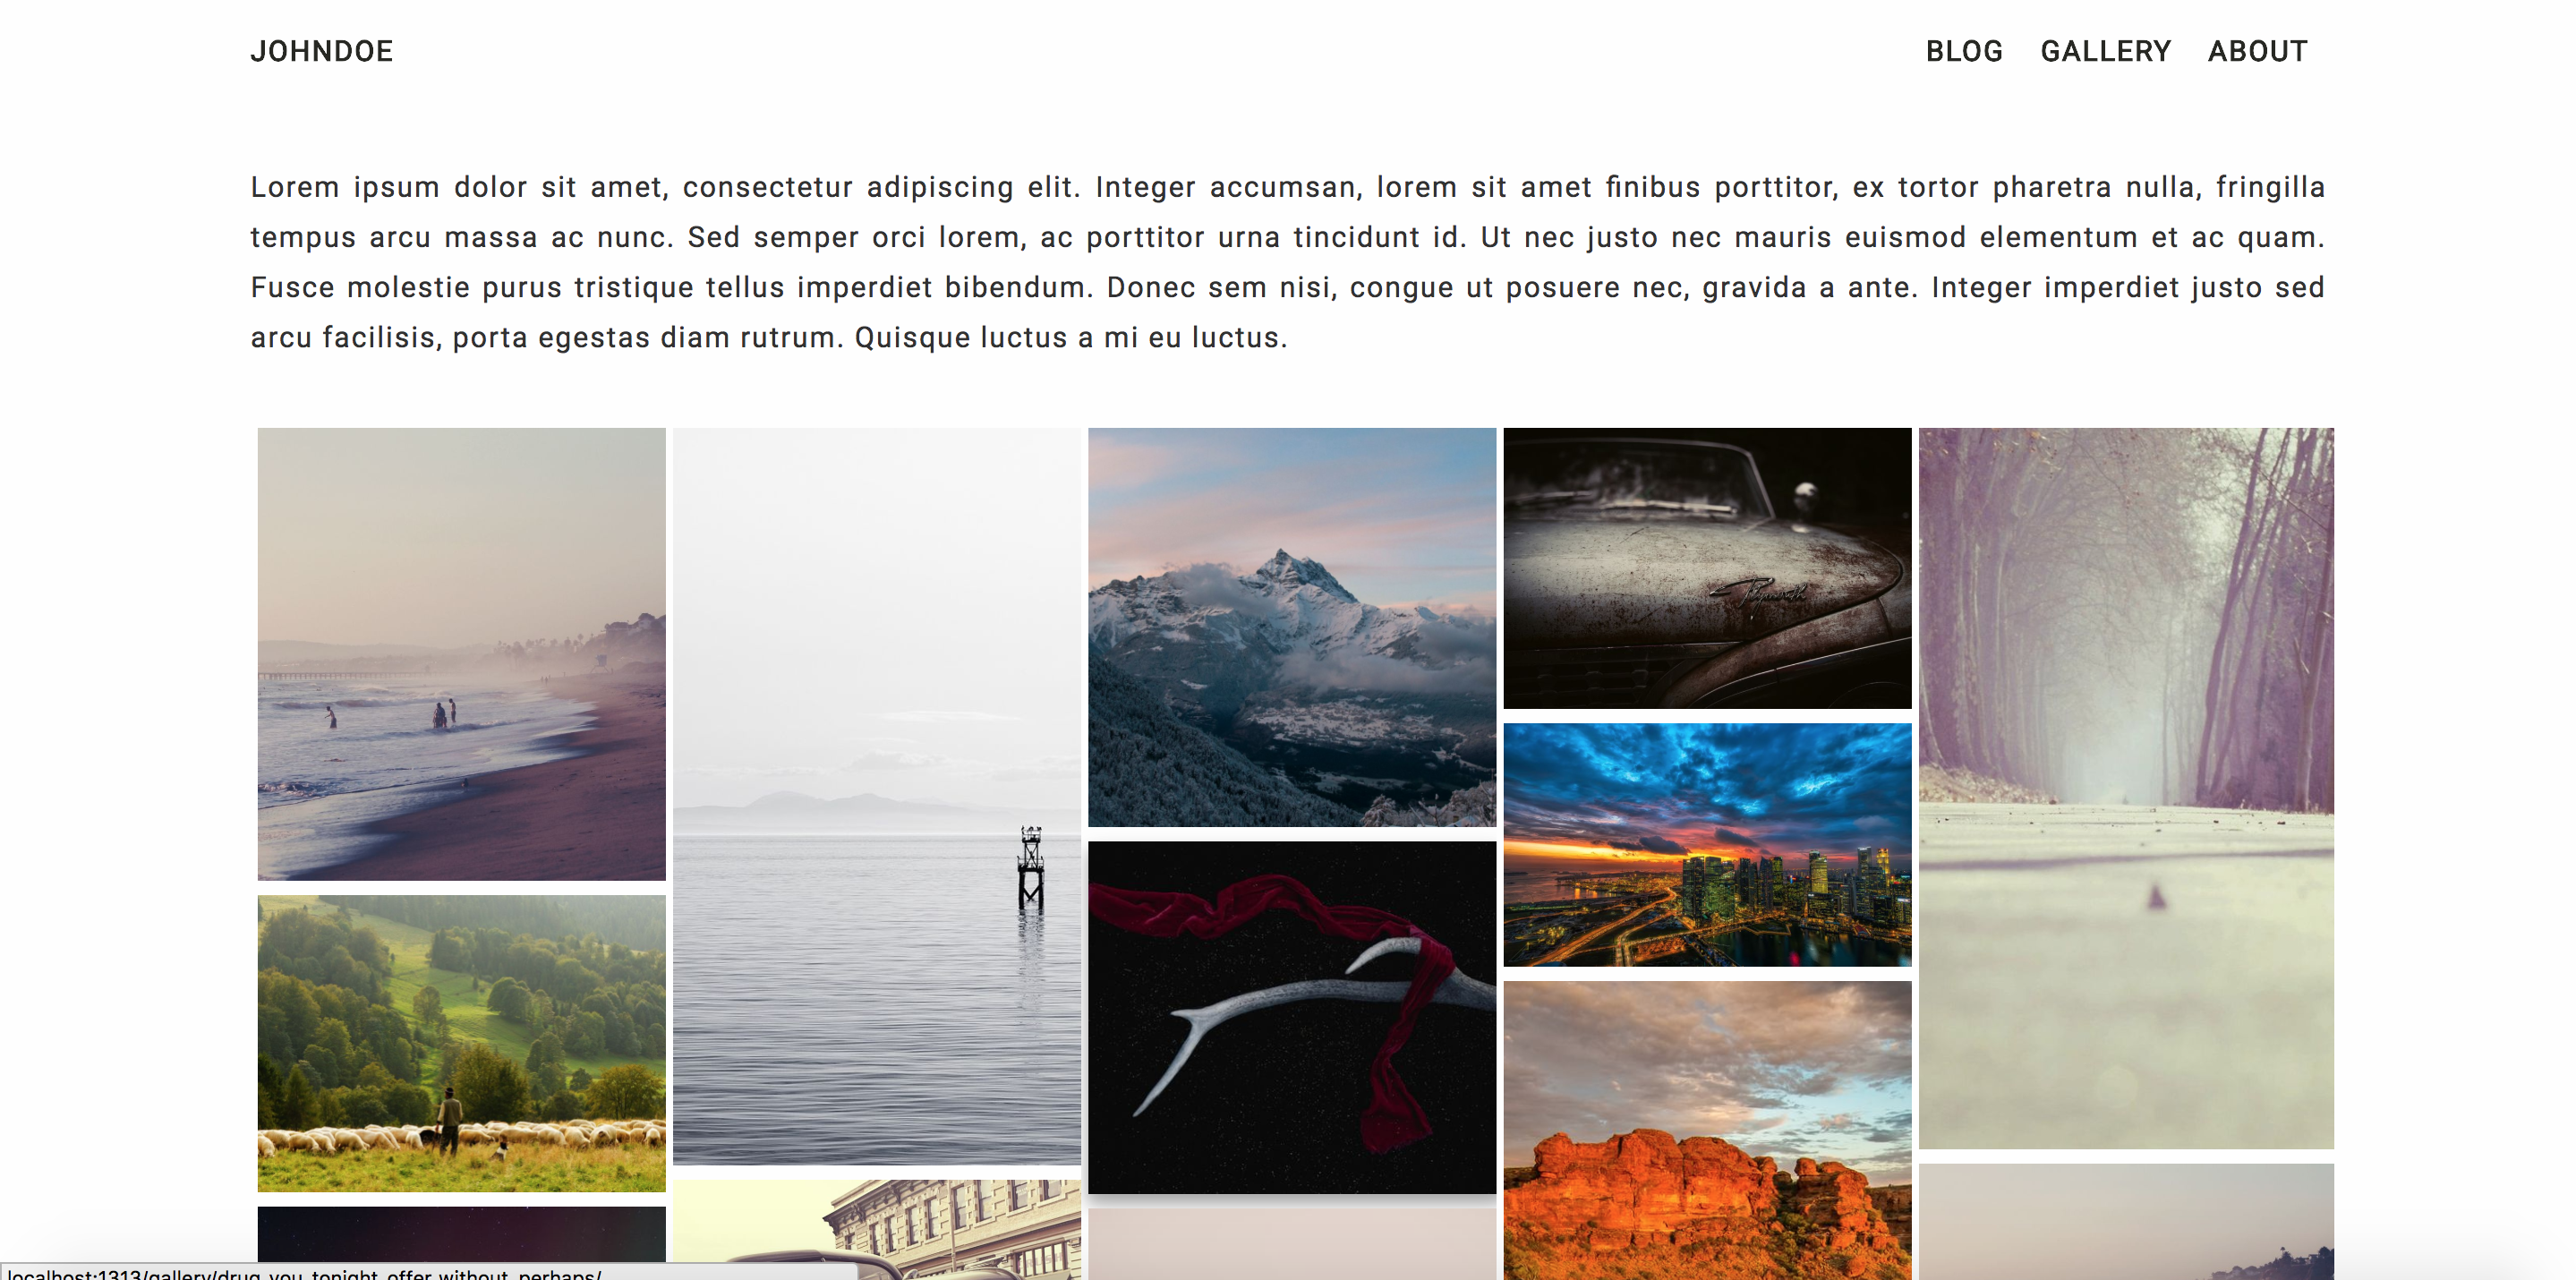 JOHNDOE
BLOG GALLERY ABOUT
Lorem ipsum dolor sit amet, consectetur adipiscing elit. Integer accumsan, lorem sit amet finibus porttitor, ex tortor pharetra nulla, fringilla
tempus arcu massa ac nunc. Sed semper orci lorem, ac porttitor urna tincidunt id. Ut nec justo nec mauris euismod elementum et ac quam.
Fusce molestie purus tristique tellus imperdiet bibendum. Donec sem nisi, congue ut posuere nec, gravida a ante. Integer imperdiet justo sed
arcu facilisis, porta egestas diam rutrum. Quisque luctus a mi eu luctus.
Plymouth
localhost:1313/gallery/drug_you_tonight_offer_without_perhaps/